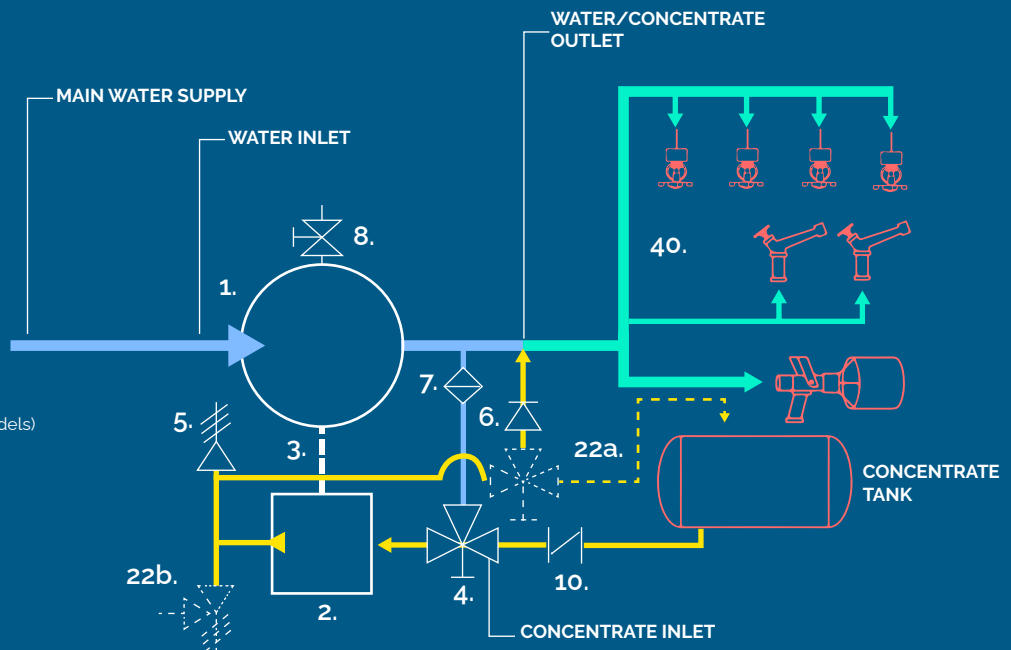 WATER/CONCENTRATE
OUTLET
MAIN WATER SUPPLY
WATER INLET
8.
40.
1.
7.
5.
6.
dels)
3.
22a.
CONCENTRATE
TANK
22b.
10.
4.
2.
CONCENTRATE INLET